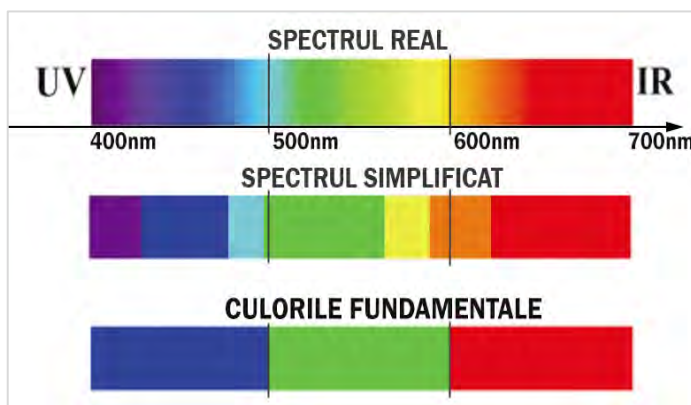 SPECTRUL REAL
UV IR
400nm 500nm 600nm 700nm
SPECTRUL SIMPLIFICAT
CULORILE FUNDAMENTALE